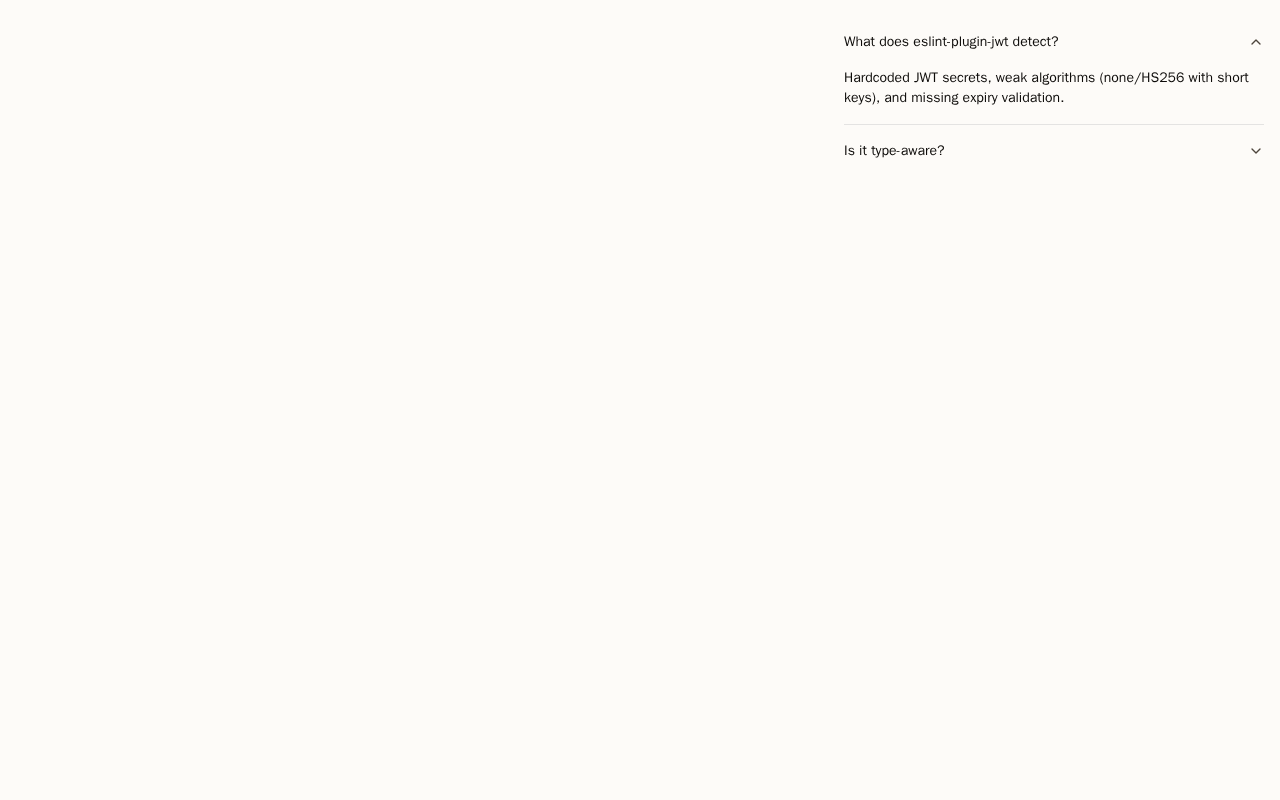 What does eslint-plugin-jwt detect?
Hardcoded JWT secrets, weak algorithms (none/HS256 with short
keys), and missing expiry validation.
Is it type-aware?